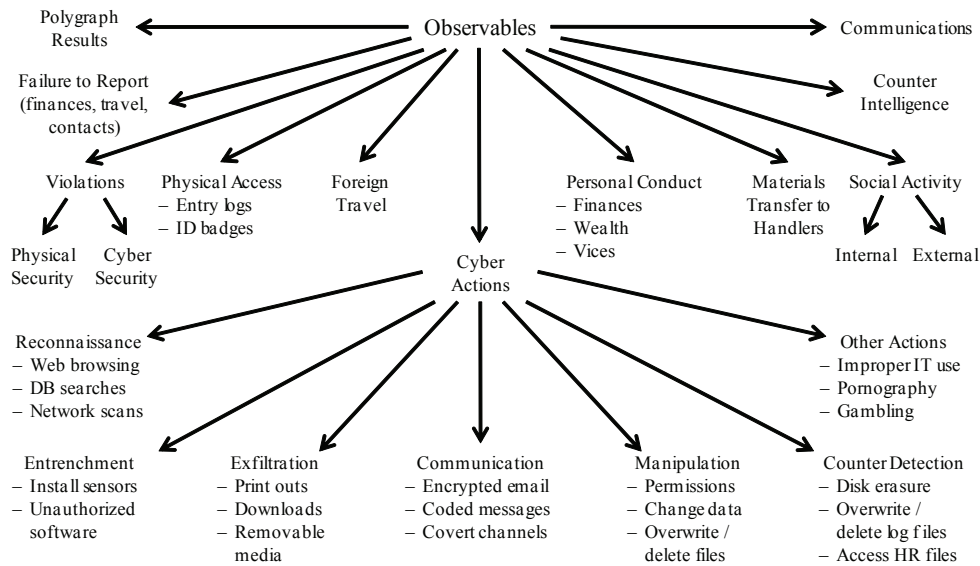 Observables
Polygraph
Results
Communications
Failure to Report
(finances, travel,
contacts)
Counter
Intelligence
Violations
Physical
Security
Cyber
Security
Physical Access
– Entry logs
– ID badges
Foreign
Travel
Personal Conduct
– Finances
– Wealth
– Vices
Materials
Transfer to
Handlers
Social Activity
Internal
External
Cyber
Actions
Reconnaissance
– Web browsing
– DB searches
– Network scans
Other Actions
– Improper IT use
– Pornography
– Gambling
Entrenchment
– Install sensors
– Unauthorized
software
Exfiltration
– Print outs
– Downloads
– Removable
media
Communication
– Encrypted email
– Coded messages
– Covert channels
Manipulation
– Permissions
– Change data
– Overwrite /
delete files
Counter Detection
– Disk erasure
– Overwrite /
delete log files
– Access HR files